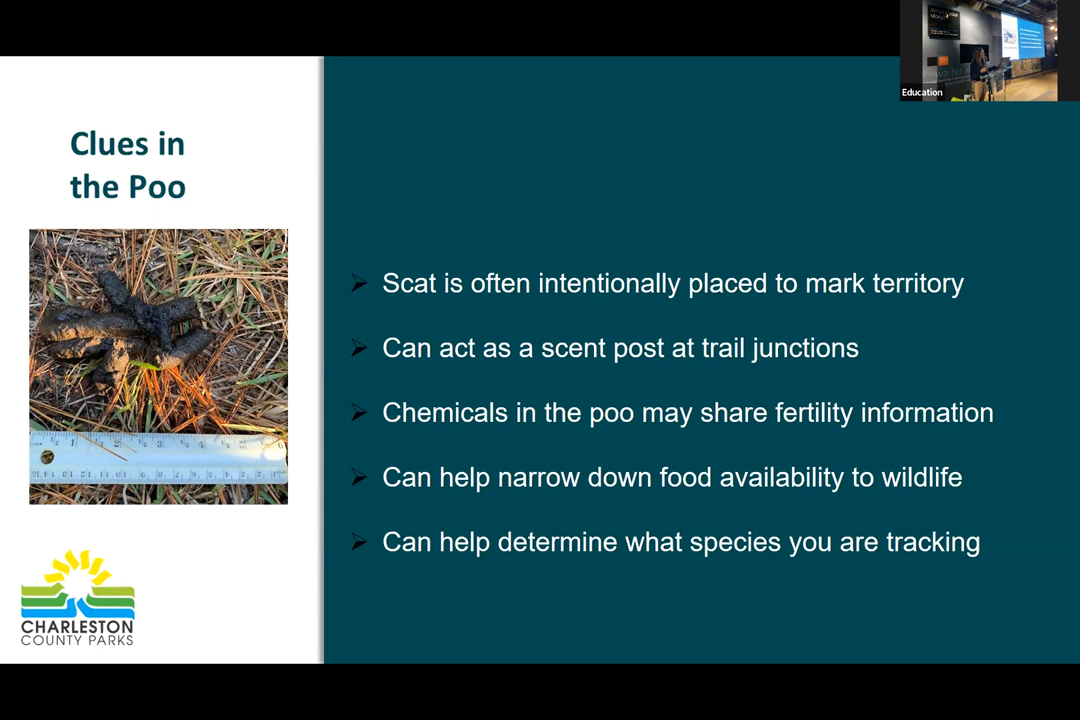 Education
Clues in
the Poo
Scat is often intentionally placed to mark territory
Can act as a scent post at trail junctions
Chemicals in the poo may share fertility information
Can help narrow down food availability to wildlife
Can help determine what species you are tracking
CHARLESTON
COUNTY PARKS